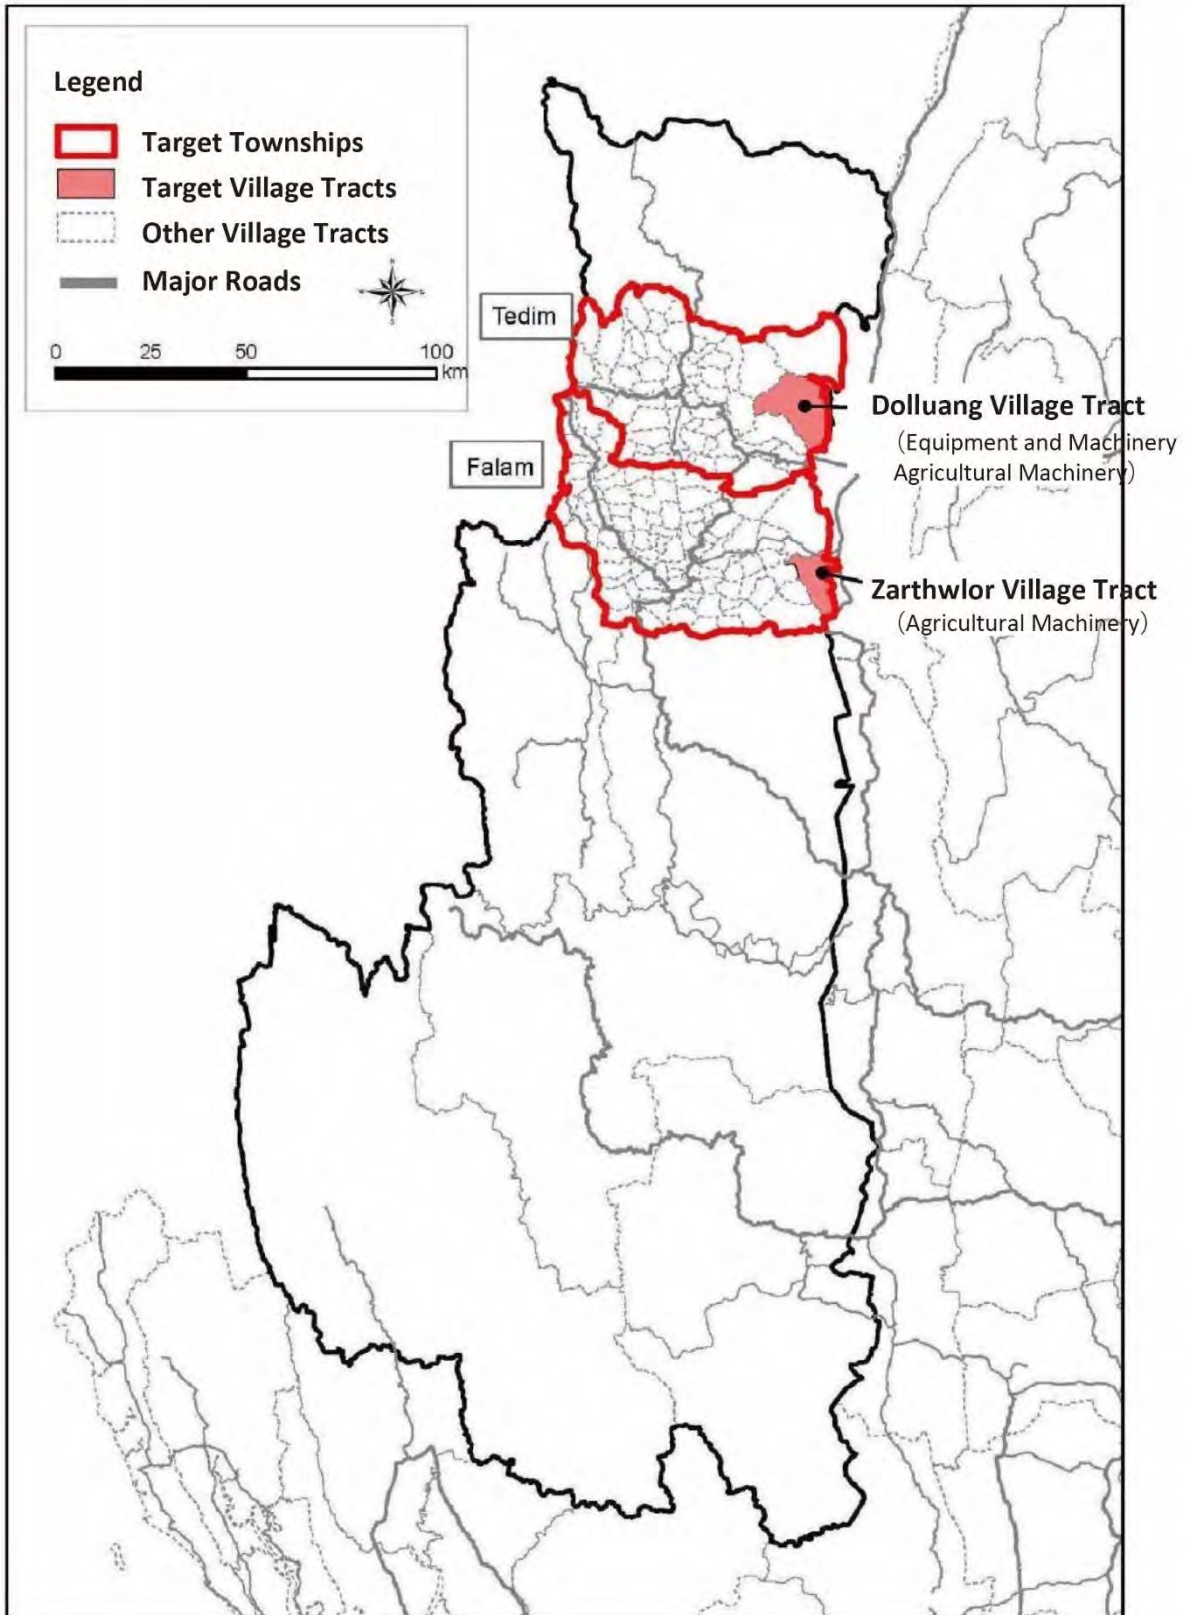 Legend
Target Townships
Target Village Tracts
Other Village Tracts
Major Roads
0 25 50 100
km
Tedim
Falam
Dolluang Village Tract
(Equipment and Machinery
Agricultural Machinery)
Zarthwlor Village Tract
(Agricultural Machinery)